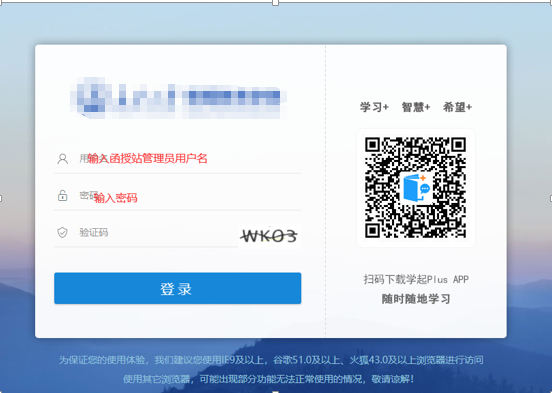 学习+ 智慧+ 希望+
输入函授站管理员用户名
密码
输入密码
验证码
WKO3
登录
扫码下载学起Plus APP
随时随地学习
为保证您的使用体验，我们建议您使用IE9及以上，谷歌51.0及以上、火狐43.0及以上浏览器进行访问
使用其它浏览器，可能出现部分功能无法正常使用的情况，敬请谅解！